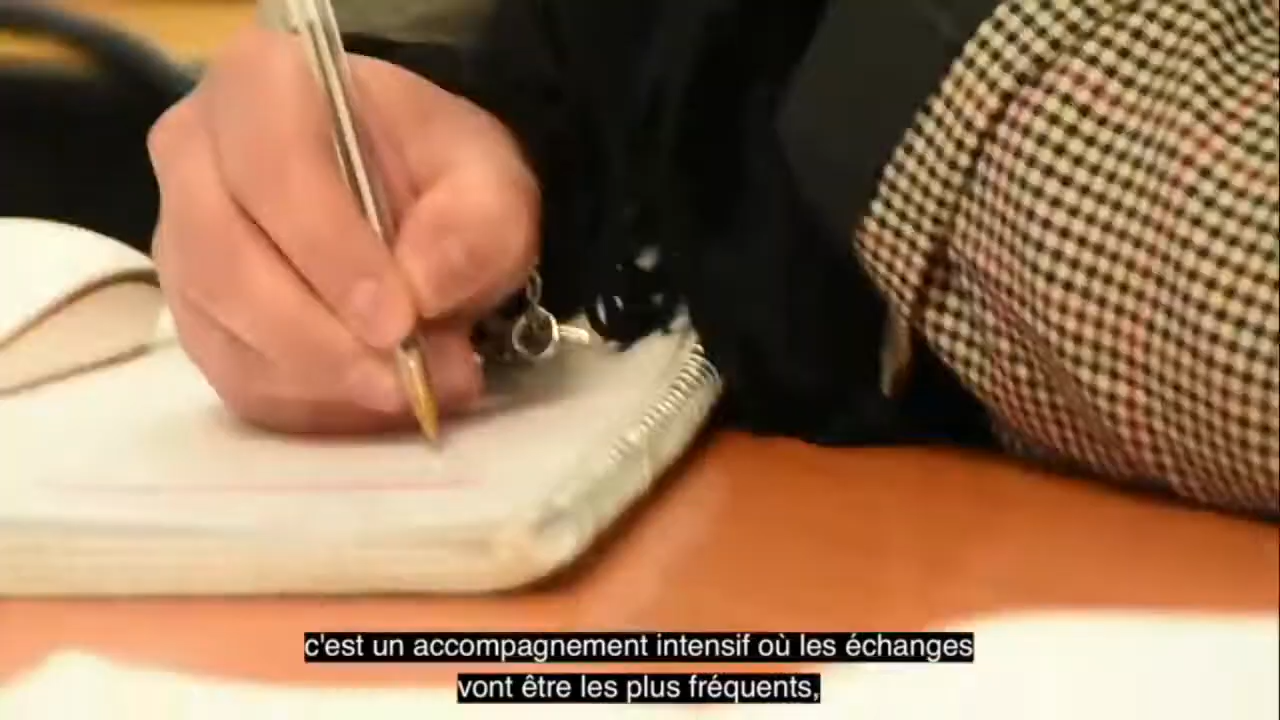 c'est un accompagnement intensif où les échanges
vont être les plus fréquents,